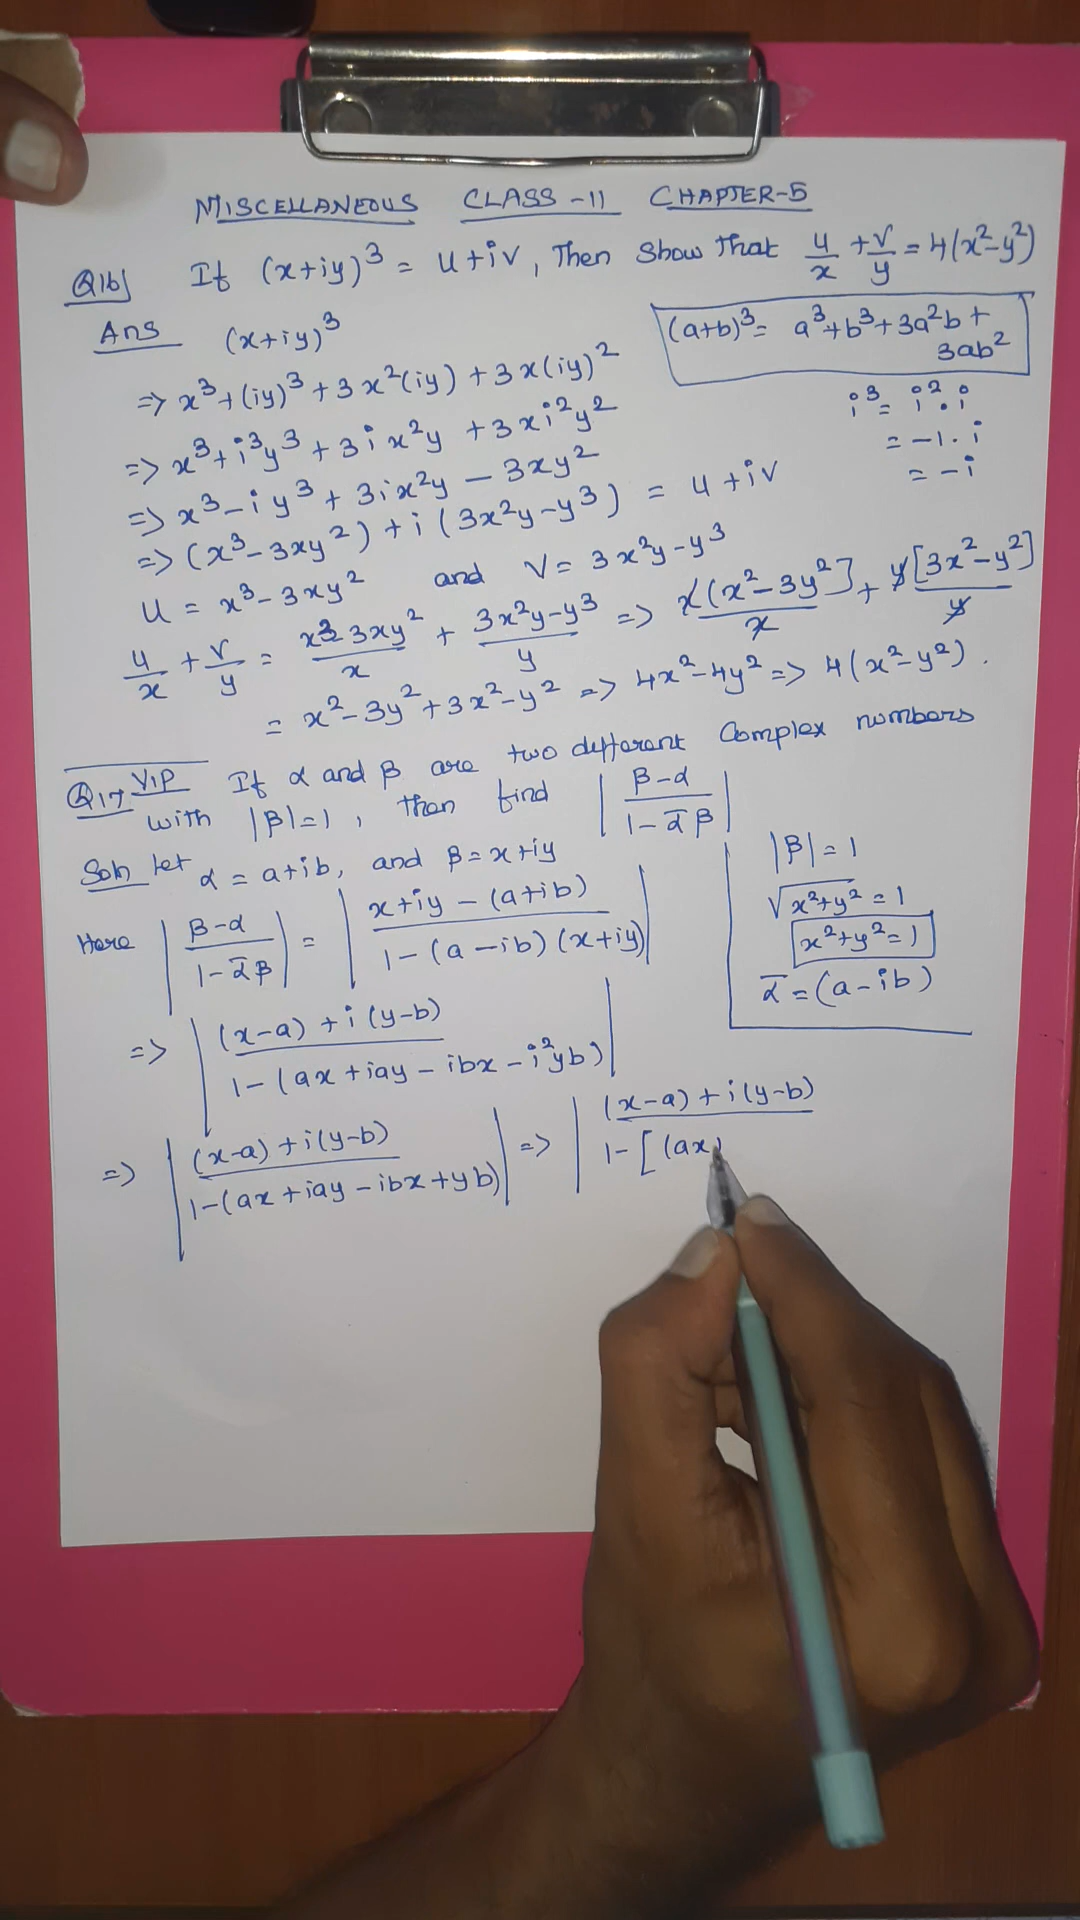 MISCELLANEOUS CLASS-11 CHAPTER-5
Q16) If (x+iy)³ = u+iv, Then Show That u/x + v/y = 4(x²-y²)
Ans (x+iy)³
(a+b)³= a³+b³+3a²b+
3ab²
=> x³+(iy)³+3x²(iy)+3x(iy)²
=> x³+i³y³+3ix²y+3xi²y²
i³= i².i
= -1.i
= -i
=> x³-iy³+3ix²y-3xy²
=> (x³-3xy²)+i(3x²y-y³) = u+iv
u = x³-3xy² and v= 3x²y-y³
u/x + v/y = x³-3xy²/x + 3x²y-y³/y => x(x²-3y²]/x + y[3x²-y²]/y
= x²-3y²+3x²-y² => 4x²-4y² => 4(x²-y²).
Q17 VIP If α and β are two different Complex numbers
with |β|=1, then find |β-α/1-ᾱβ|
Soln let α = a+ib, and β=x+iy
|β|=1
√x²+y² = 1
x²+y²=1
ᾱ=(a-ib)
Here |β-α/1-ᾱβ| = |x+iy-(a+ib)/1-(a-ib)(x+iy)|
=> |(x-a)+i(y-b)/1-(ax+iay-ibx-i²yb)|
=> |(x-a)+i(y-b)/1-(ax+iay-ibx+yb)| => |(x-a)+i(y-b)/1-[(ax